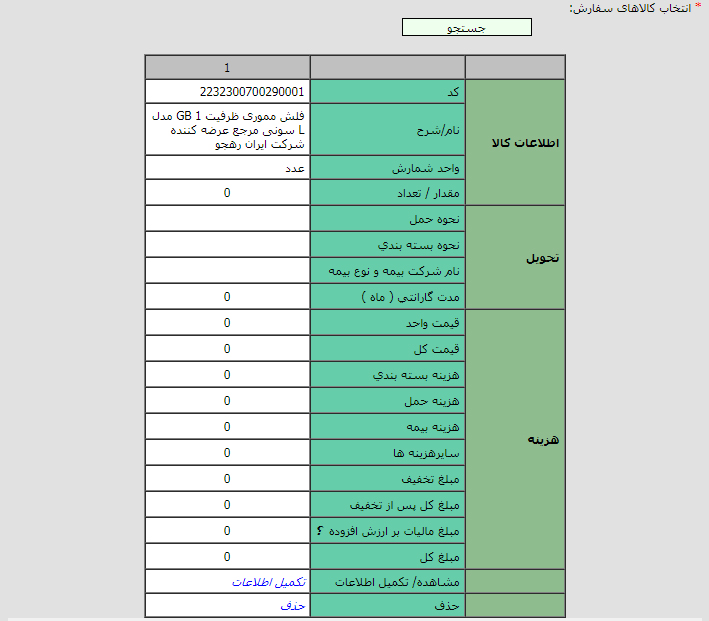 * انتخاب کالاهای سفارش:
جستجو
1
اطلاعات کالا
کد
2232300700290001
نام/شرح
فلش مموری ظرفیت 1 GB مدل
L سونی مرجع عرضه کننده
شرکت ایران رهجو
واحد شمارش
عدد
مقدار / تعداد
0
تحویل
نحوه حمل
نحوه بسته بندي
نام شرکت بیمه و نوع بیمه
مدت گارانتي ( ماه )
0
هزینه
قیمت واحد
0
قیمت کل
0
هزینه بسته بندي
0
هزینه حمل
0
هزینه بیمه
0
سایرهزینه ها
0
مبلغ تخفیف
0
مبلغ کل پس از تخفیف
0
مبلغ مالیات بر ارزش افزوده ؟
0
مبلغ کل
0
مشاهده/ تکمیل اطلاعات
تکمیل اطلاعات
حذف
حذف